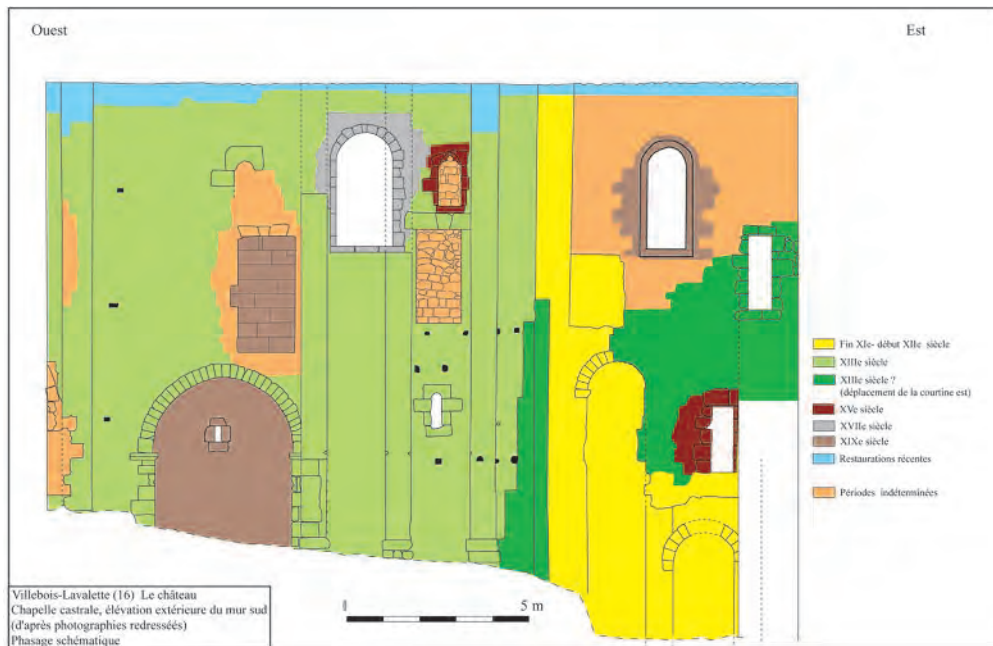 Ouest
Est
Fin XIe- début XIIe siècle
XIIIe siècle
XIIIe siècle ?
(déplacement de la courtine est)
XVe siècle
XVIIe siècle
XIXe siècle
Restaurations récentes
Périodes indéterminées
Villebois-Lavalette (16) Le château
Chapelle castrale, élévation extérieure du mur sud
(d'après photographies redresséés)
Phasage schématique
5 m